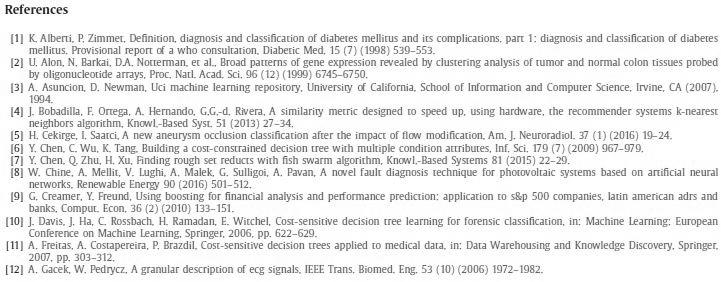 References
[1] K. Alberti, P. Zimmet, Definition, diagnosis and classification of diabetes mellitus and its complications. part 1: diagnosis and classification of diabetes
mellitus. Provisional report of a who consultation, Diabetic Med. 15 (7) (1998) 539–553.
[2] U. Alon, N. Barkai, D.A. Notterman, et al., Broad patterns of gene expression revealed by clustering analysis of tumor and normal colon tissues probed
by oligonucleotide arrays, Proc. Natl. Acad. Sci. 96 (12) (1999) 6745–6750.
[3] A. Asuncion, D. Newman, Uci machine learning repository, University of California, School of Information and Computer Science, Irvine, CA (2007),
1994.
[4] J. Bobadilla, F. Ortega, A. Hernando, G.G.-d. Rivera, A similarity metric designed to speed up, using hardware, the recommender systems k-nearest
neighbors algorithm, Knowl.-Based Syst. 51 (2013) 27–34.
[5] H. Cekirge, I. Saatci, A new aneurysm occlusion classification after the impact of flow modification, Am. J. Neuroradiol. 37 (1) (2016) 19–24.
[6] Y. Chen, C. Wu, K. Tang, Building a cost-constrained decision tree with multiple condition attributes, Inf. Sci. 179 (7) (2009) 967–979.
[7] Y. Chen, Q. Zhu, H. Xu, Finding rough set reducts with fish swarm algorithm, Knowl.-Based Systems 81 (2015) 22–29.
[8] W. Chine, A. Mellit, V. Lughi, A. Malek, G. Sulligoi, A. Pavan, A novel fault diagnosis technique for photovoltaic systems based on artificial neural
networks, Renewable Energy 90 (2016) 501–512.
[9] G. Creamer, Y. Freund, Using boosting for financial analysis and performance prediction: application to s&p 500 companies, latin american adrs and
banks, Comput. Econ. 36 (2) (2010) 133–151.
[10] J. Davis, J. Ha, C. Rossbach, H. Ramadan, E. Witchel, Cost-sensitive decision tree learning for forensic classification, in: Machine Learning: European
Conference on Machine Learning, Springer, 2006, pp. 622–629.
[11] A. Freitas, A. Costapereira, P. Brazdil, Cost-sensitive decision trees applied to medical data, in: Data Warehousing and Knowledge Discovery, Springer,
2007, pp. 303–312.
[12] A. Gacek, W. Pedrycz, A granular description of ecg signals, IEEE Trans. Biomed. Eng. 53 (10) (2006) 1972–1982.